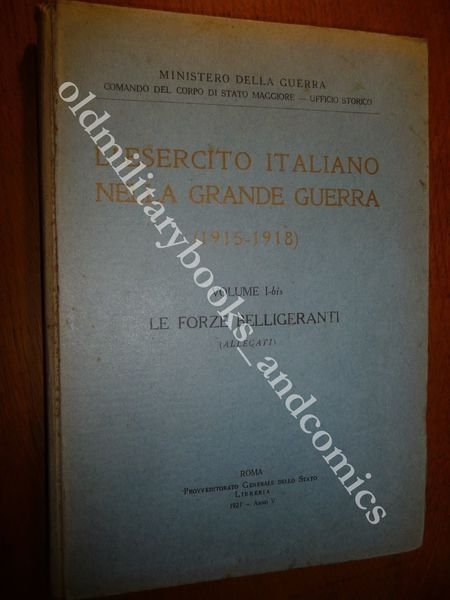 MINISTERO DELLA GUERRA
COMANDO DEL CORPO DI STATO MAGGIORE — UFFICIO STORICO
L'ESERCITO ITALIANO
NELLA GRANDE GUERRA
(1915-1918)
VOLUME I-bis
LE FORZE BELLIGERANTI
(ALLEGATI)
ROMA
PROVVEDITORATO GENERALE DELLO STATO
LIBRERIA
1927 - ANNO V
oldmilitarybooks_andcomics